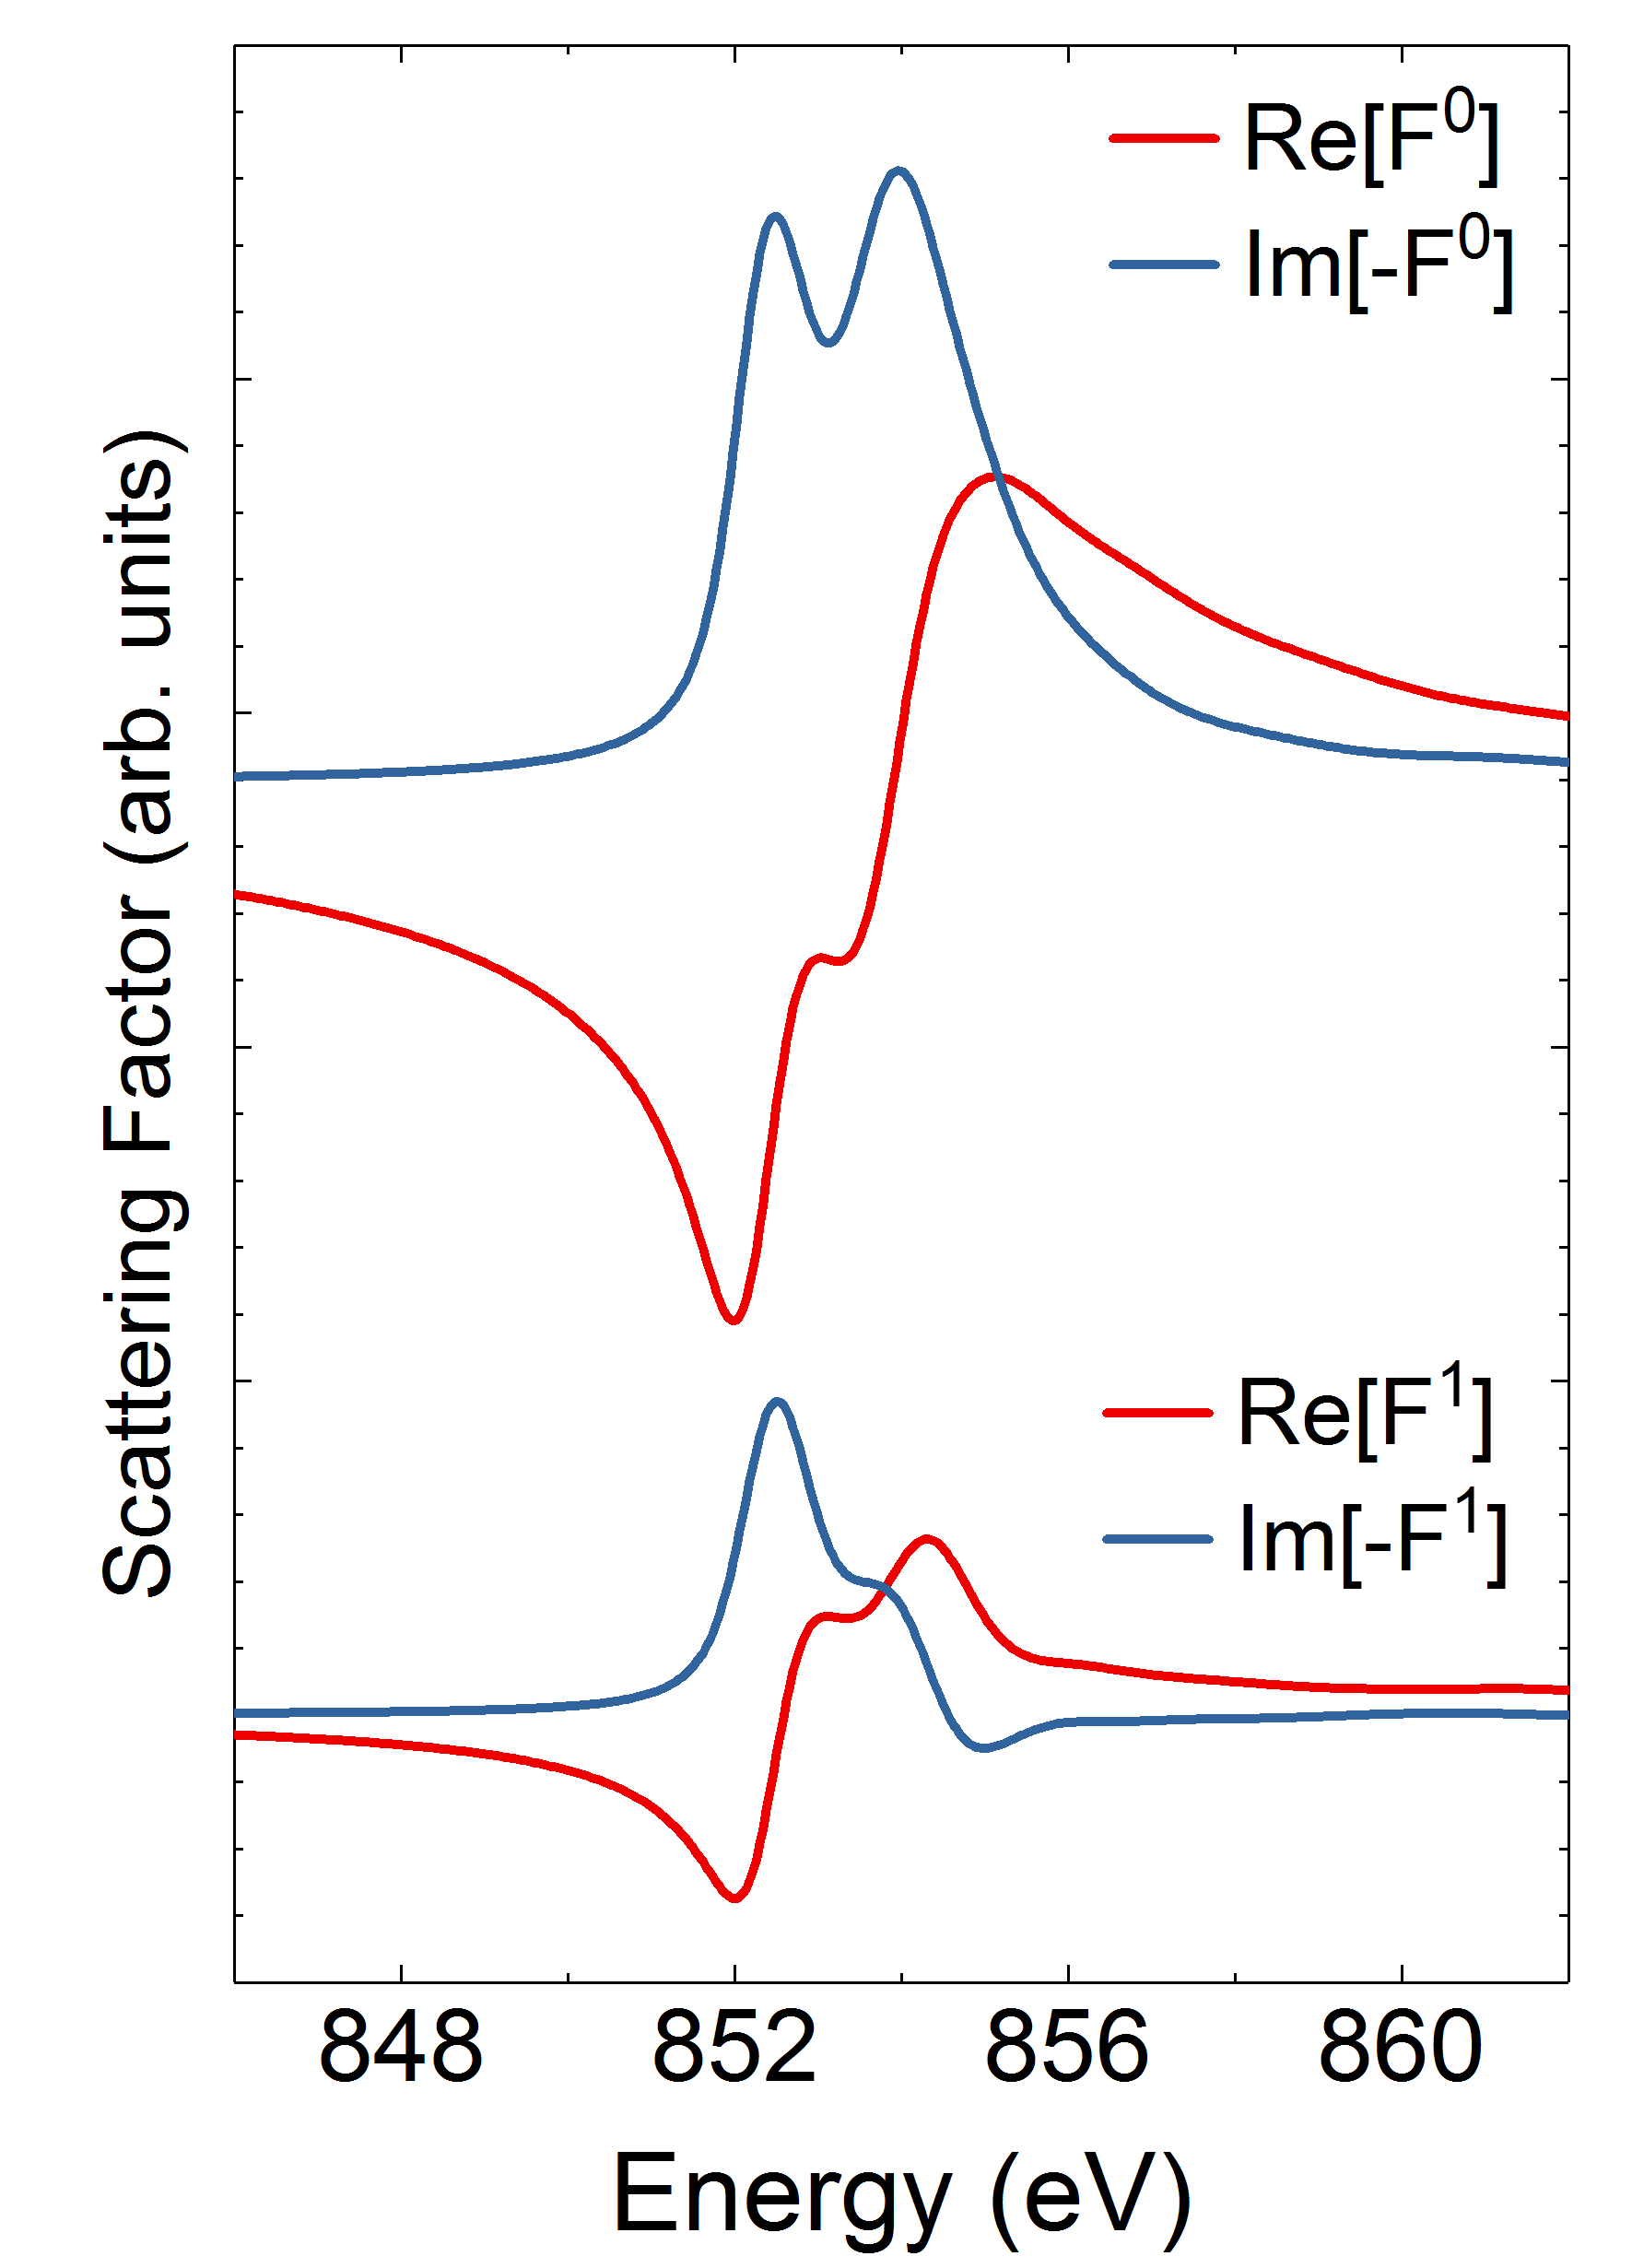 Re[F⁰]
Im[-F⁰]
Scattering Factor (arb. units)
Re[F¹]
Im[-F¹]
848 852 856 860
Energy (eV)